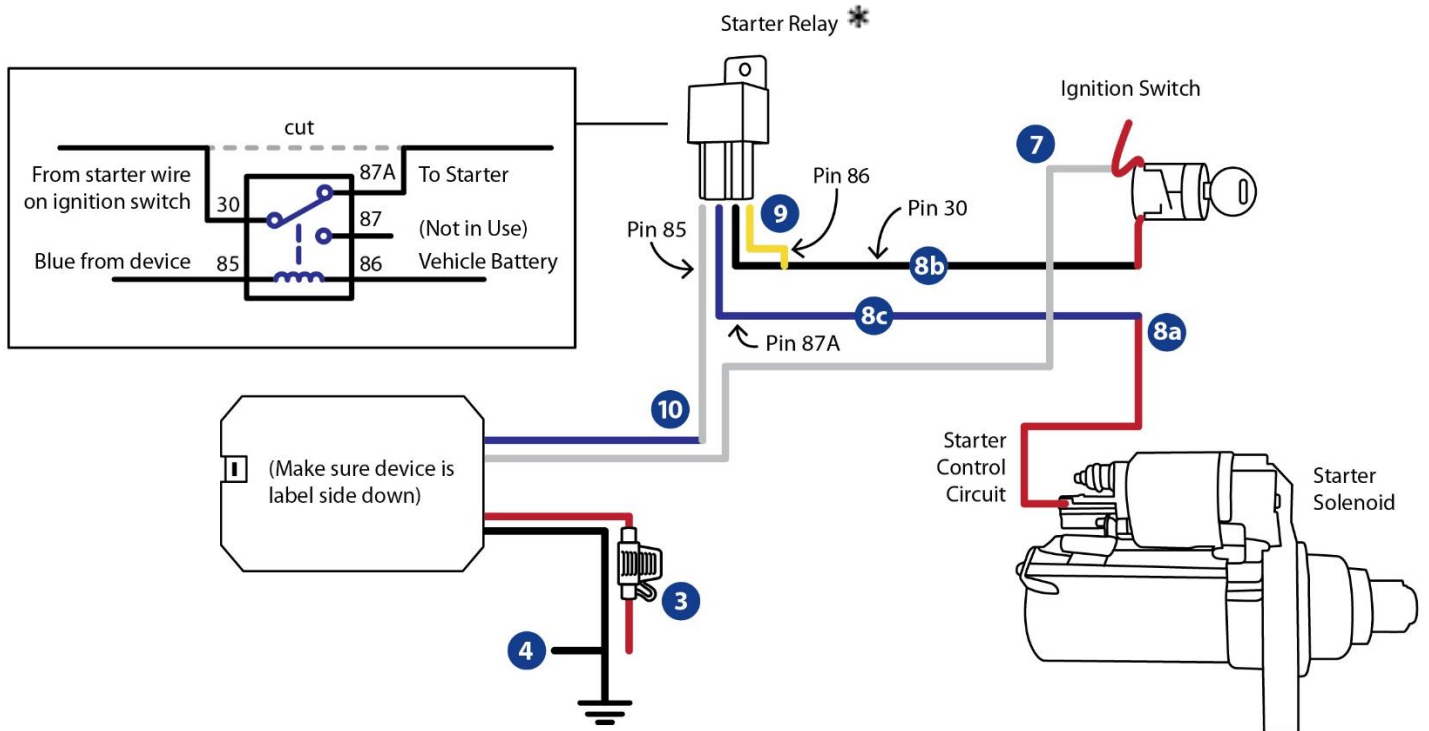 Starter Relay *
Ignition Switch
cut
From starter wire
on ignition switch
30
87A
To Starter
87
(Not in Use)
Blue from device
85
86
Vehicle Battery
7
Pin 86
9
Pin 30
Pin 85
8b
8c
8a
Pin 87A
10
(Make sure device is
label side down)
Starter
Control
Circuit
Starter
Solenoid
3
4